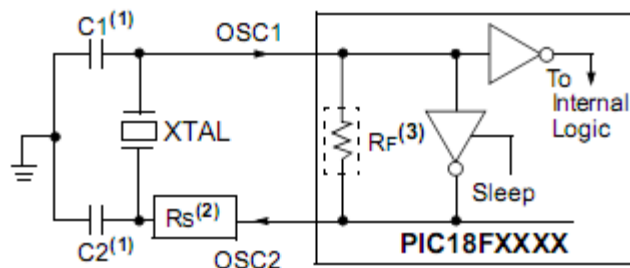 C1(1)
OSC1
To
Internal
Logic
XTAL
RF(3)
Sleep
RS(2)
C2(1)
OSC2
PIC18FXXXX